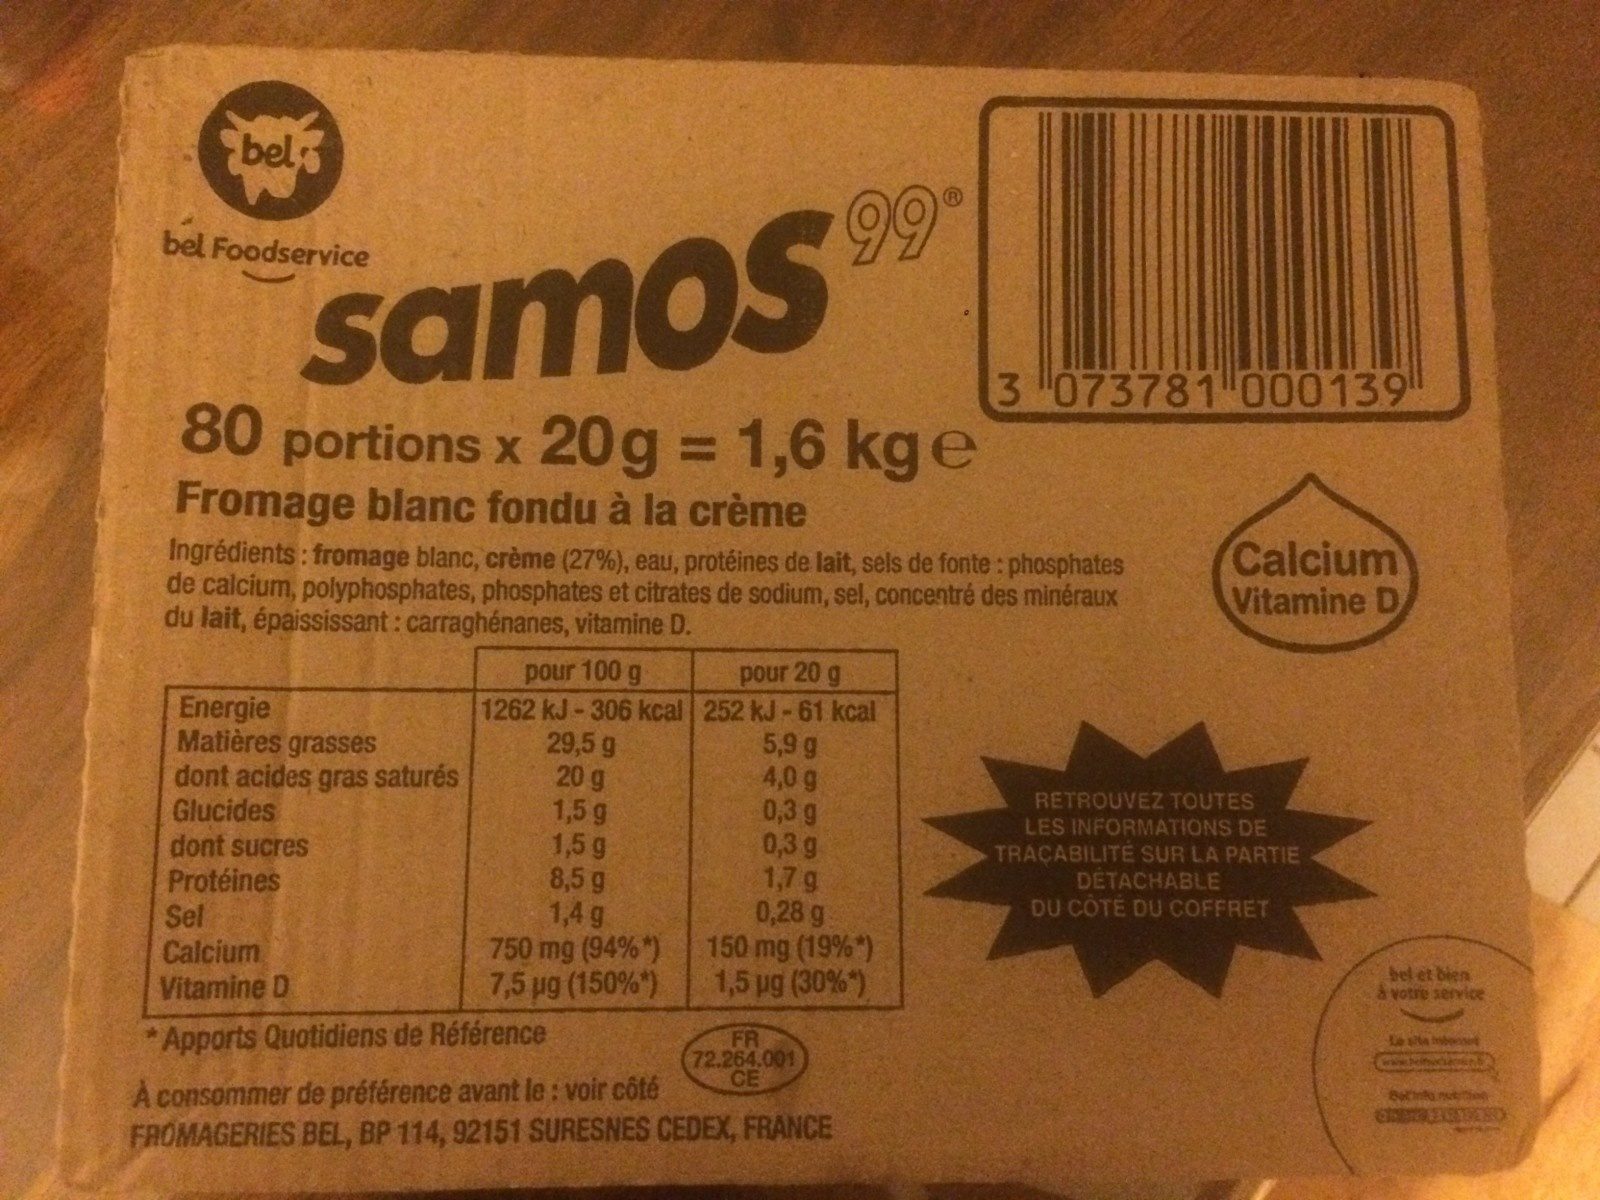 bel
bel Foodservice
samos 99®
3 073781 000139
80 portions x 20g = 1,6 kg e
Fromage blanc fondu à la crème
Ingrédients : fromage blanc, crème (27%), eau, protéines de lait, sels de fonte : phosphates
de calcium, polyphosphates, phosphates et citrates de sodium, sel, concentré des minéraux
du lait, épaississant : carraghénanes, vitamine D.
Calcium
Vitamine D
pour 100 g pour 20 g
Energie 1262 kJ - 306 kcal 252 kJ - 61 kcal
Matières grasses 29,5 g 5,9 g
dont acides gras saturés 20 g 4,0 g
Glucides 1,5 g 0,3 g
dont sucres 1,5 g 0,3 g
Protéines 8,5 g 1,7 g
Sel 1,4 g 0,28 g
Calcium 750 mg (94%*) 150 mg (19%*)
Vitamine D 7,5 µg (150%*) 1,5 µg (30%*)
* Apports Quotidiens de Référence
RETROUVEZ TOUTES
LES INFORMATIONS DE
TRAÇABILITÉ SUR LA PARTIE
DÉTACHABLE
DU CÔTÉ DU COFFRET
FR
72.264.001
CE
À consommer de préférence avant le : voir côté
FROMAGERIES BEL, BP 114, 92151 SURESNES CEDEX, FRANCE
bel et bien
à votre service
Le site internet
Bel info nutrition